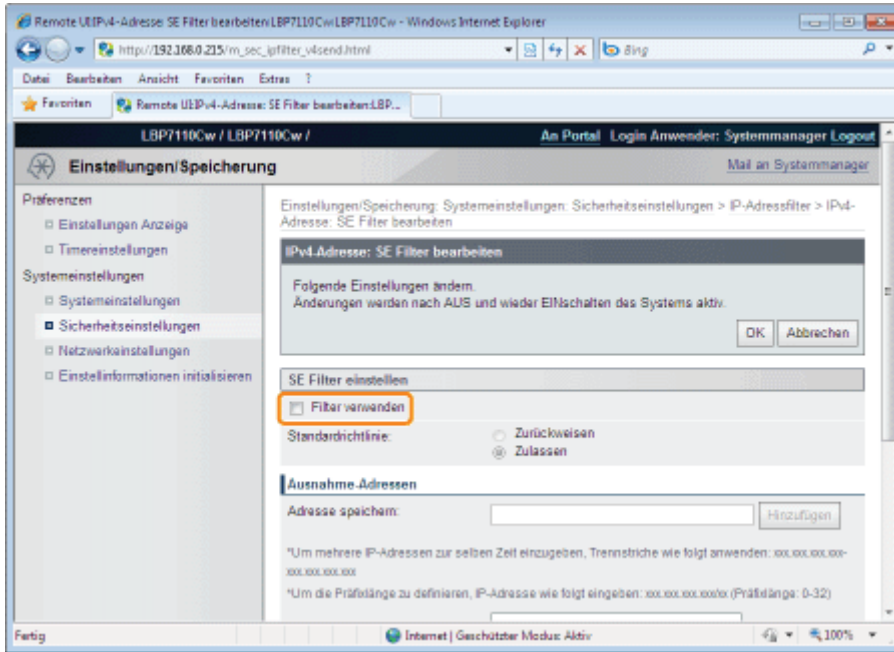 Remote UI:IPv4-Adresse: SE Filter bearbeiten:LBP7110Cw:LBP7110Cw - Windows Internet Explorer
http://192.168.0.215/m_sec_ipfilter_v4send.html
Bing
Datei Bearbeiten Ansicht Favoriten Extras ?
Favoriten
Remote UI:IPv4-Adresse: SE Filter bearbeiten:LBP...
LBP7110Cw / LBP7110Cw /
An Portal Login Anwender: Systemmanager Logout
Einstellungen/Speicherung
Mail an Systemmanager
Präferenzen
Einstellungen Anzeige
Timereinstellungen
Systemeinstellungen
Systemeinstellungen
Sicherheitseinstellungen
Netzwerkeinstellungen
Einstellinformationen initialisieren
Einstellungen/Speicherung: Systemeinstellungen: Sicherheitseinstellungen > IP-Adressfilter > IPv4-
Adresse: SE Filter bearbeiten
IPv4-Adresse: SE Filter bearbeiten
Folgende Einstellungen ändern.
Änderungen werden nach AUS und wieder EINschalten des Systems aktiv.
OK Abbrechen
SE Filter einstellen
Filter verwenden
Standardrichtlinie:
Zurückweisen
Zulassen
Ausnahme-Adressen
Adresse speichern:
Hinzufügen
*Um mehrere IP-Adressen zur selben Zeit einzugeben, Trennstriche wie folgt anwenden: xxx.xxx.xxx.xxx-
xxx.xxx.xxx.xxx
*Um die Präfixlänge zu definieren, IP-Adresse wie folgt eingeben: xxx.xxx.xxx.xxx/xx (Präfixlänge: 0-32)
Fertig
Internet | Geschützter Modus: Aktiv
100%